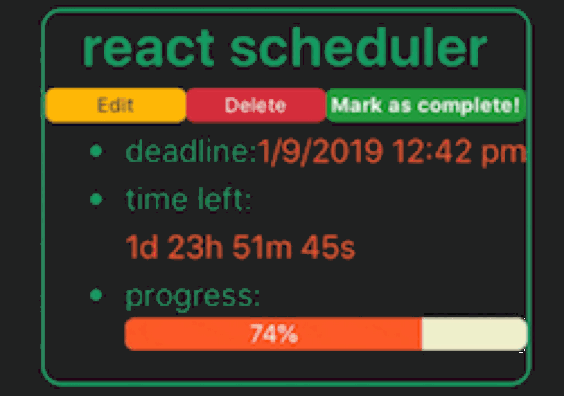 react scheduler
Edit Delete Mark as complete!
deadline:1/9/2019 12:42 pm
time left:
1d 23h 51m 45s
progress:
74%